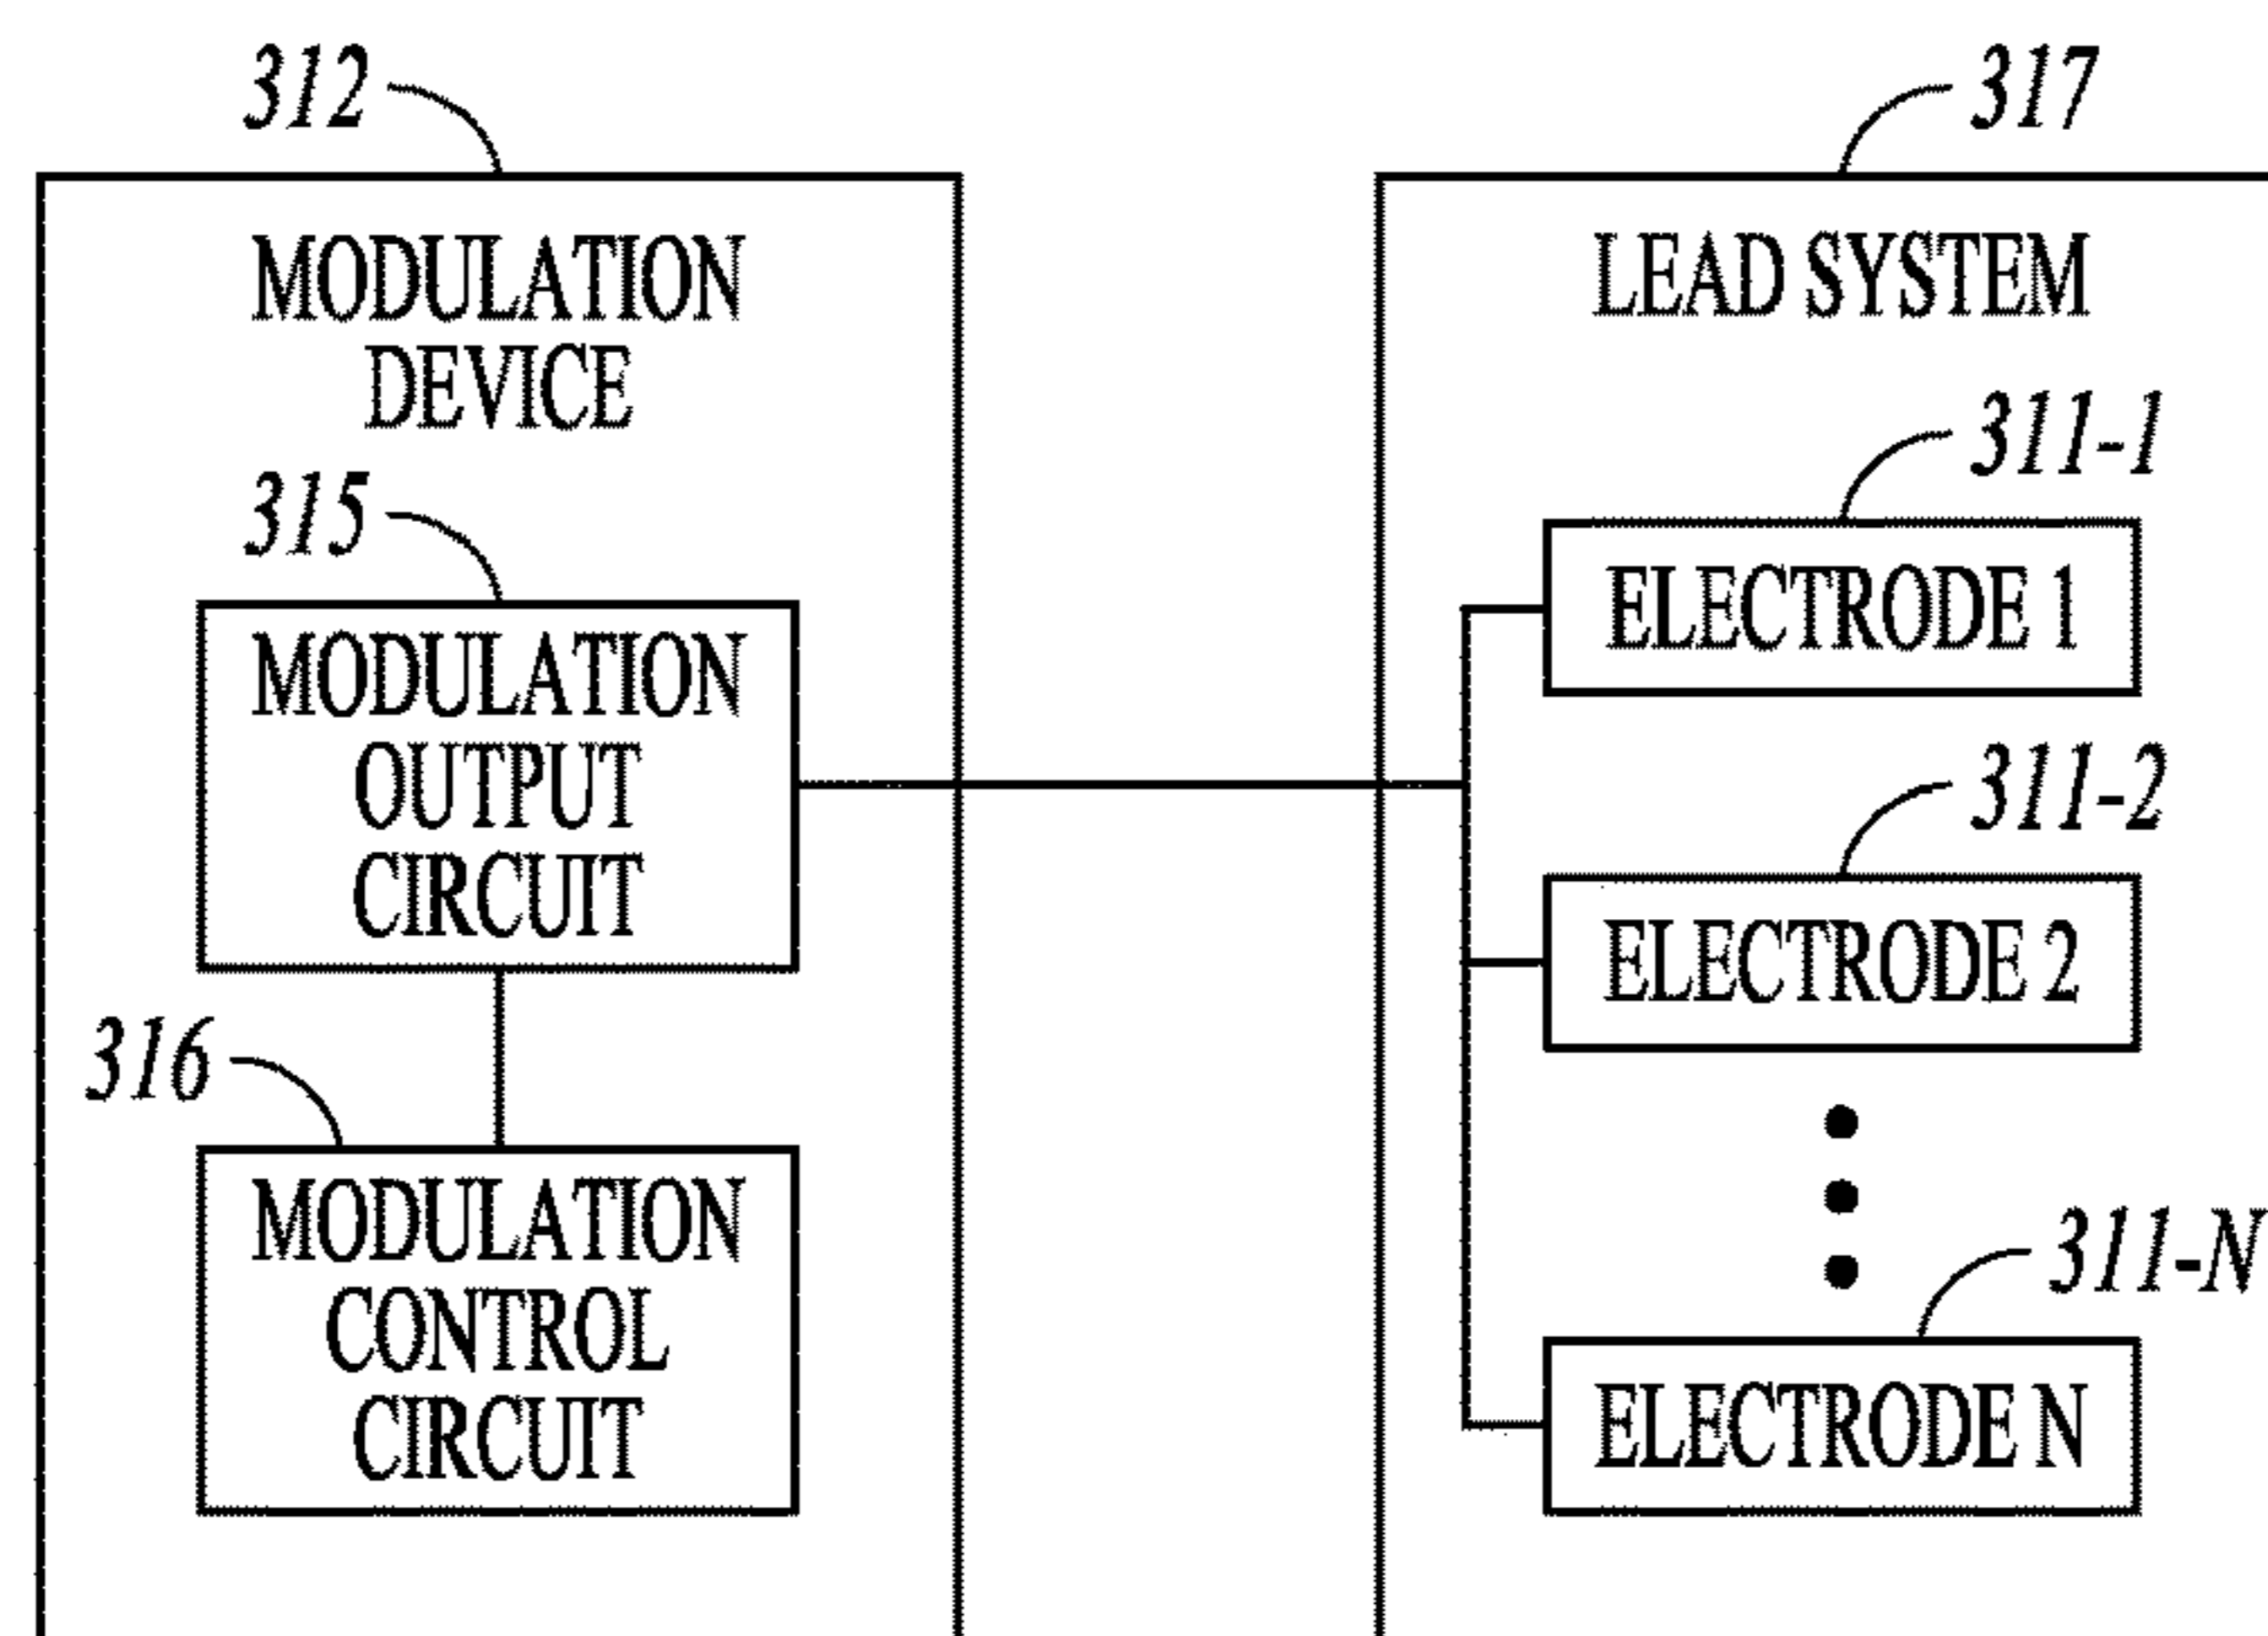 312
MODULATION
DEVICE
315
MODULATION
OUTPUT
CIRCUIT
316
MODULATION
CONTROL
CIRCUIT
317
LEAD SYSTEM
311-1
ELECTRODE 1
311-2
ELECTRODE 2
311-N
ELECTRODE N